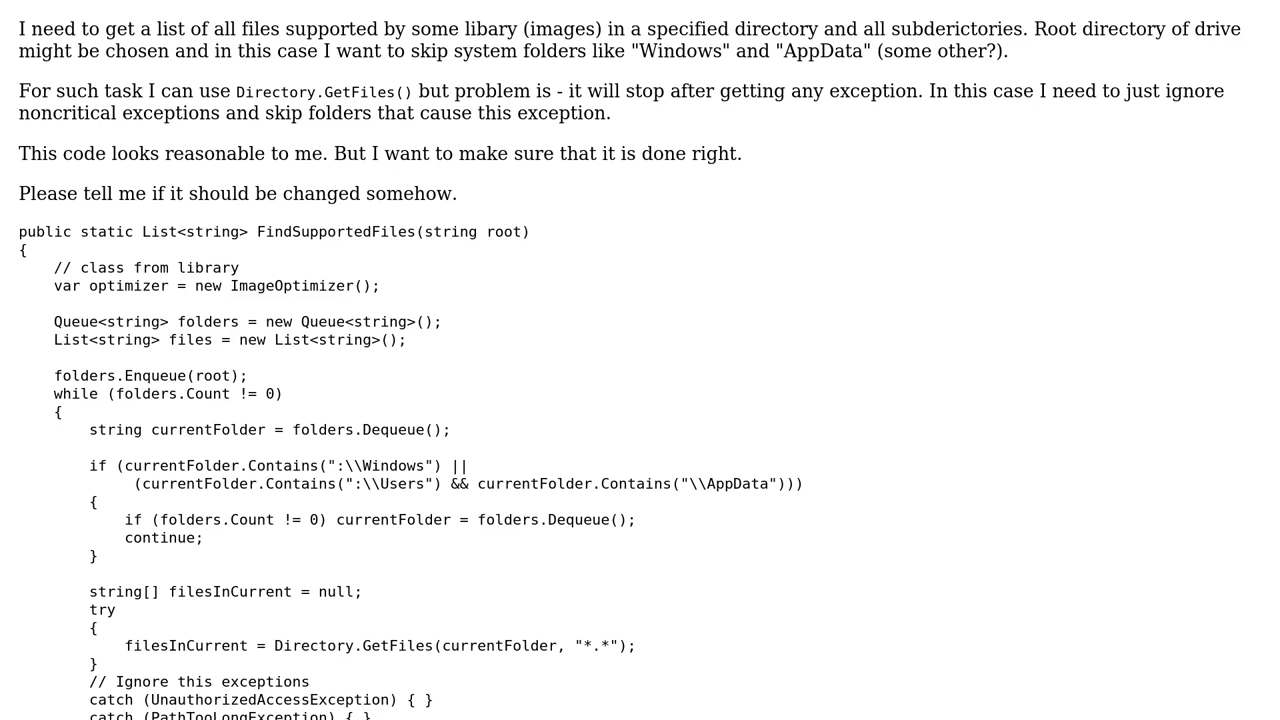 I need to get a list of all files supported by some libary (images) in a specified directory and all subderictories. Root directory of drive
might be chosen and in this case I want to skip system folders like "Windows" and "AppData" (some other?).
For such task I can use Directory.GetFiles() but problem is - it will stop after getting any exception. In this case I need to just ignore
noncritical exceptions and skip folders that cause this exception.
This code looks reasonable to me. But I want to make sure that it is done right.
Please tell me if it should be changed somehow.
public static List<string> FindSupportedFiles(string root)
{
    // class from library
    var optimizer = new ImageOptimizer();
    Queue<string> folders = new Queue<string>();
    List<string> files = new List<string>();
    folders.Enqueue(root);
    while (folders.Count != 0)
    {
        string currentFolder = folders.Dequeue();
        if (currentFolder.Contains(":\\Windows") ||
             (currentFolder.Contains(":\\Users") && currentFolder.Contains("\\AppData")))
        {
            if (folders.Count != 0) currentFolder = folders.Dequeue();
            continue;
        }
        string[] filesInCurrent = null;
        try
        {
            filesInCurrent = Directory.GetFiles(currentFolder, "*.*");
        }
        // Ignore this exceptions
        catch (UnauthorizedAccessException) { }
        catch (PathTooLongException) { }